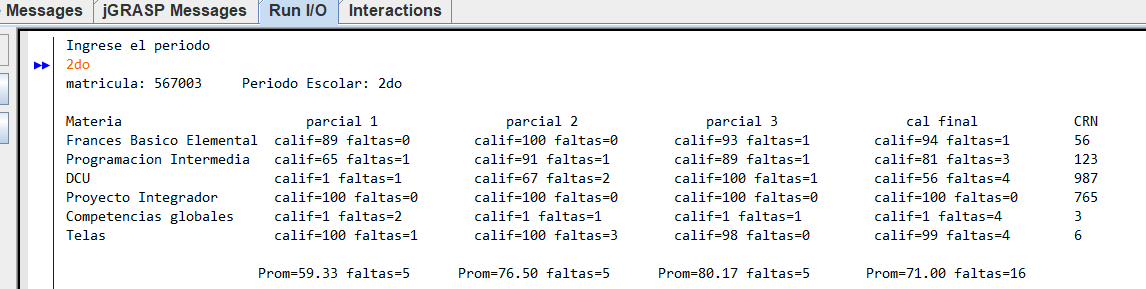 Messages jGRASP Messages Run I/O Interactions
Ingrese el periodo
2do
matricula: 567003 Periodo Escolar: 2do
Materia parcial 1 parcial 2 parcial 3 cal final CRN
Frances Basico Elemental calif=89 faltas=0 calif=100 faltas=0 calif=93 faltas=1 calif=94 faltas=1 56
Programacion Intermedia calif=65 faltas=1 calif=91 faltas=1 calif=89 faltas=1 calif=81 faltas=3 123
DCU calif=1 faltas=1 calif=67 faltas=2 calif=100 faltas=1 calif=56 faltas=4 987
Proyecto Integrador calif=100 faltas=0 calif=100 faltas=0 calif=100 faltas=0 calif=100 faltas=0 765
Competencias globales calif=1 faltas=2 calif=1 faltas=1 calif=1 faltas=1 calif=1 faltas=4 3
Telas calif=100 faltas=1 calif=100 faltas=3 calif=98 faltas=0 calif=99 faltas=4 6
Prom=59.33 faltas=5 Prom=76.50 faltas=5 Prom=80.17 faltas=5 Prom=71.00 faltas=16